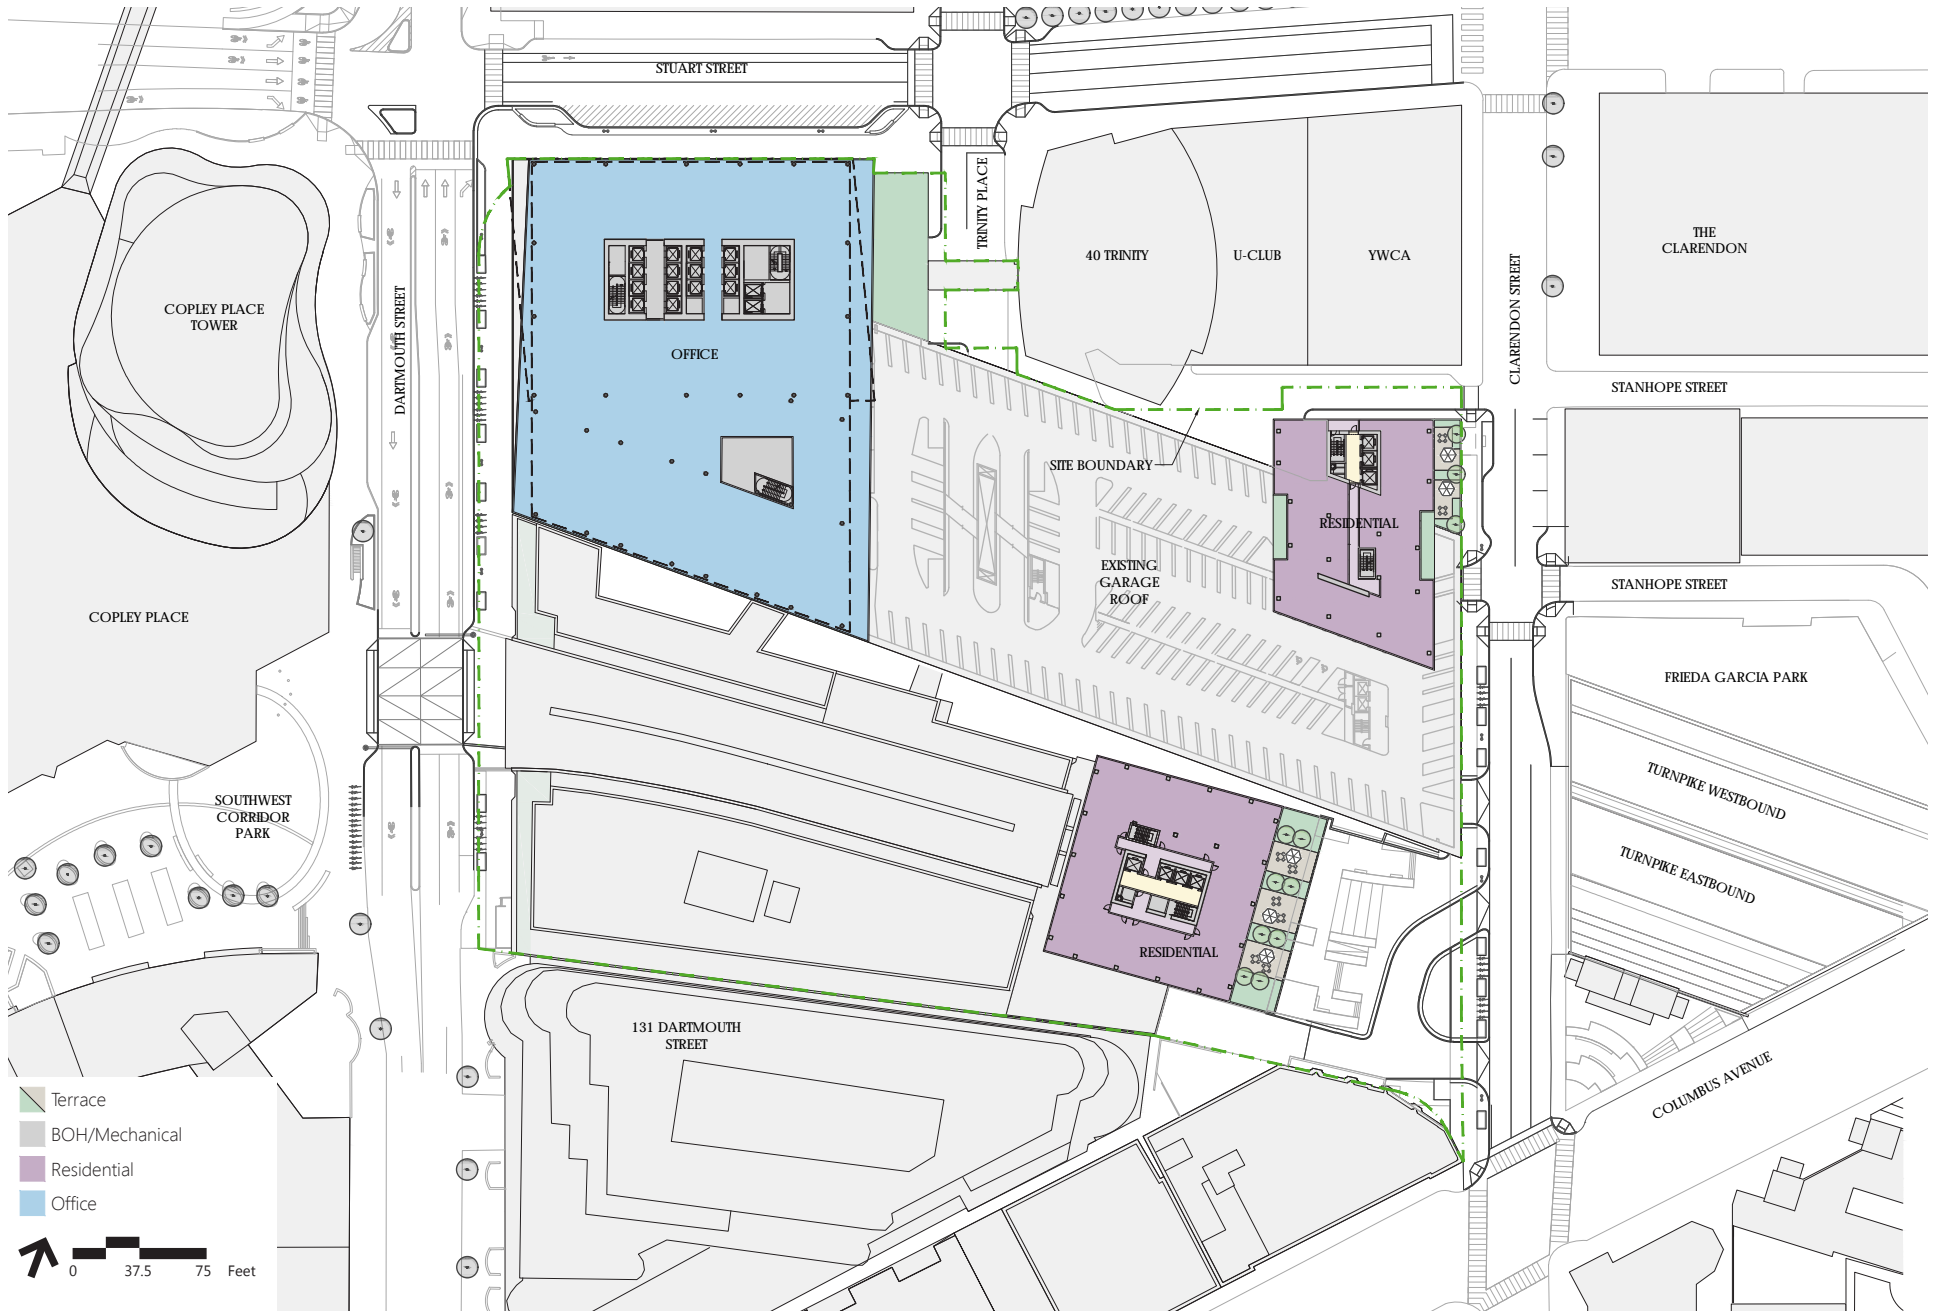 STUART STREET
TRINITY PLACE
40 TRINITY
U-CLUB
YWCA
CLARENDON STREET
THE
CLARENDON
COPLEY PLACE
TOWER
DARTMOUTH STREET
OFFICE
STANHOPE STREET
SITE BOUNDARY
RESIDENTIAL
EXISTING
GARAGE
ROOF
STANHOPE STREET
COPLEY PLACE
FRIEDA GARCIA PARK
TURNPIKE WESTBOUND
SOUTHWEST
CORRIDOR
PARK
TURNPIKE EASTBOUND
RESIDENTIAL
131 DARTMOUTH
STREET
COLUMBUS AVENUE
Terrace
BOH/Mechanical
Residential
Office
0 37.5 75 Feet